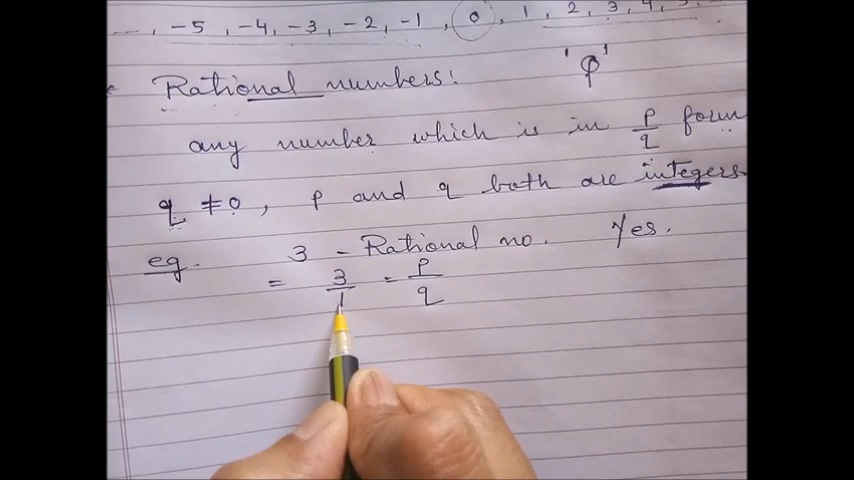 ..., -5, -4, -3, -2, -1, 0, 1, 2, 3, 4, 5, ...
'φ'
Rational numbers:
any number which is in p/q form
q ≠ 0, p and q both are integers
eg. 3 - Rational no. Yes.
= 3/1 = p/q